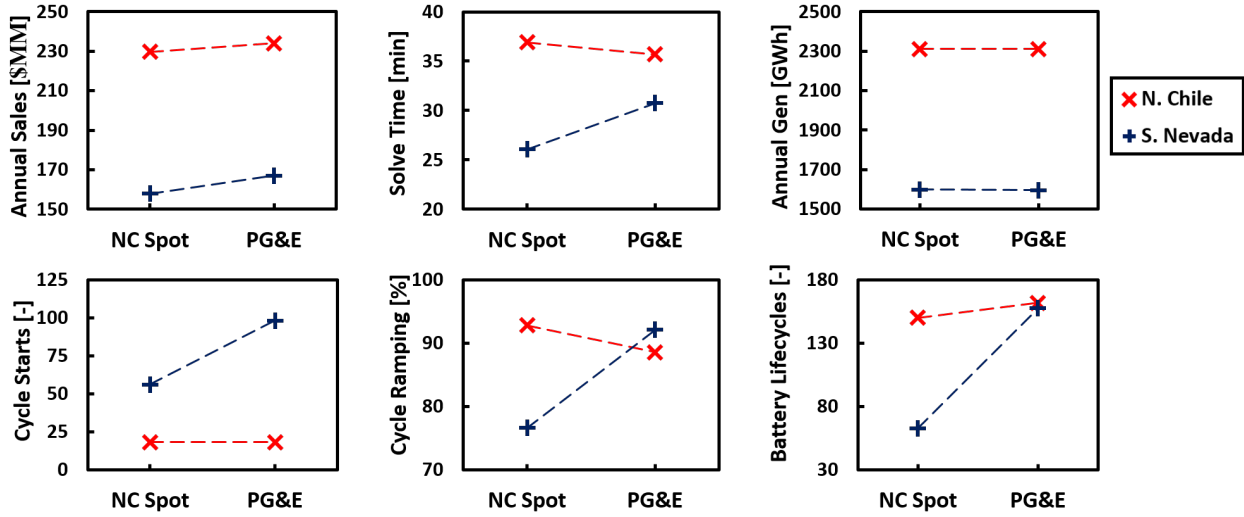 Annual Sales [$MM]
250
230
210
190
170
150
NC Spot PG&E
Solve Time [min]
40
35
30
25
20
NC Spot PG&E
Annual Gen [GWh]
2500
2300
2100
1900
1700
1500
NC Spot PG&E
N. Chile
S. Nevada
Cycle Starts [-]
125
100
75
50
25
0
NC Spot PG&E
Cycle Ramping [%]
100
90
80
70
NC Spot PG&E
Battery Lifecycles [-]
180
130
80
30
NC Spot PG&E